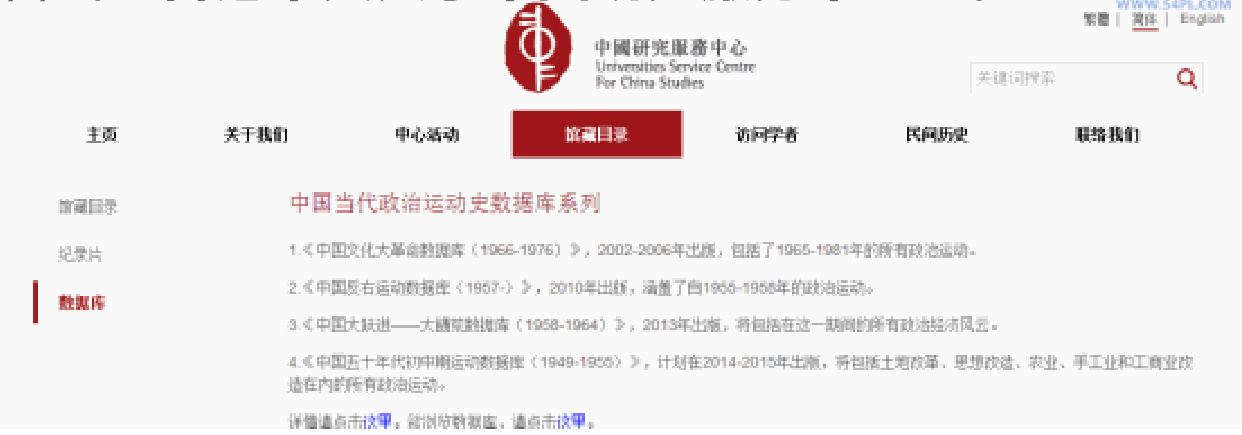 WWW.54PL.COM
繁體 | 简体 | English
中國研究服務中心
Universities Service Centre
For China Studies
关键词搜索
主页 关于我们 中心活动 馆藏目录 访问学者 民间历史 联络我们
馆藏目录
中国当代政治运动史数据库系列
纪录片
1.《中国文化大革命数据库（1966-1976）》，2002-2006年出版，包括了1965-1981年的所有政治运动。
2.《中国反右运动数据库（1957-）》，2010年出版，涵盖了自1955-1958年的政治运动。
数据库
3.《中国大跃进——大饑荒数据库（1958-1964）》，2013年出版，将包括在这一期间的所有政治经济风云。
4.《中国五十年代初中期运动数据库（1949-1955）》，计划在2014-2015年出版，将包括土地改革、思想改造、农业、手工业和工商业改
造在内的所有政治运动。
详情请点击这里，欲浏览数据库，请点击这里。